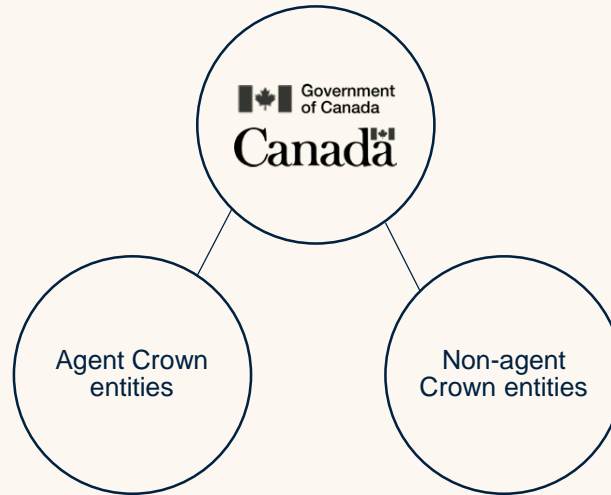 Government
of Canada
Canada
Agent Crown
entities
Non-agent
Crown entities